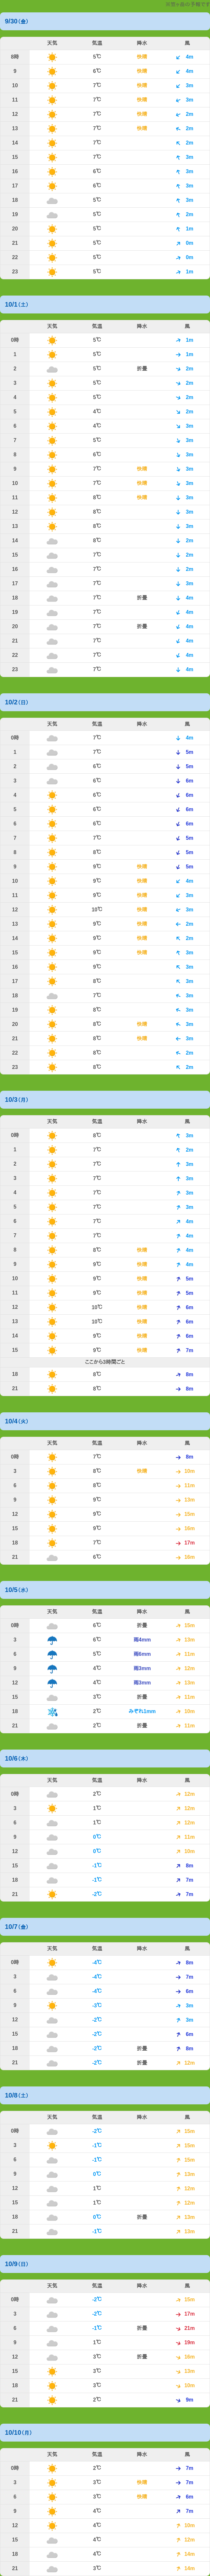 9/30(金)
天気 気温 降水 風
8時 5℃ 快晴 4m
9 6℃ 快晴 4m
10 7℃ 快晴 3m
11 7℃ 快晴 3m
12 7℃ 快晴 2m
13 7℃ 快晴 2m
14 7℃ 2m
15 7℃ 3m
16 6℃ 3m
17 6℃ 3m
18 5℃ 3m
19 5℃ 2m
20 5℃ 1m
21 5℃ 0m
22 5℃ 0m
23 5℃ 1m
10/1(土)
天気 気温 降水 風
0時 5℃ 1m
1 5℃ 1m
2 5℃ 折畳 2m
3 5℃ 2m
4 5℃ 2m
5 4℃ 2m
6 4℃ 3m
7 5℃ 3m
8 6℃ 3m
9 7℃ 快晴 3m
10 7℃ 快晴 3m
11 8℃ 快晴 3m
12 8℃ 3m
13 8℃ 3m
14 8℃ 2m
15 7℃ 2m
16 7℃ 2m
17 7℃ 3m
18 7℃ 折畳 4m
19 7℃ 4m
20 7℃ 折畳 4m
21 7℃ 4m
22 7℃ 4m
23 7℃ 4m
10/2(日)
天気 気温 降水 風
0時 7℃ 4m
1 7℃ 5m
2 6℃ 5m
3 6℃ 6m
4 6℃ 6m
5 6℃ 6m
6 6℃ 6m
7 7℃ 5m
8 8℃ 5m
9 9℃ 快晴 5m
10 9℃ 快晴 4m
11 9℃ 快晴 3m
12 10℃ 快晴 3m
13 9℃ 快晴 2m
14 9℃ 快晴 2m
15 9℃ 快晴 3m
16 9℃ 3m
17 8℃ 3m
18 7℃ 3m
19 8℃ 3m
20 8℃ 快晴 3m
21 8℃ 快晴 3m
22 8℃ 2m
23 8℃ 2m
10/3(月)
天気 気温 降水 風
0時 8℃ 3m
1 7℃ 2m
2 7℃ 3m
3 7℃ 3m
4 7℃ 3m
5 7℃ 3m
6 7℃ 4m
7 7℃ 4m
8 8℃ 快晴 4m
9 9℃ 快晴 4m
10 9℃ 快晴 5m
11 9℃ 快晴 5m
12 10℃ 快晴 6m
13 10℃ 快晴 6m
14 9℃ 快晴 6m
15 9℃ 快晴 7m
ここから3時間ごと
18 8℃ 8m
21 8℃ 8m
10/4(火)
天気 気温 降水 風
0時 7℃ 8m
3 8℃ 快晴 10m
6 8℃ 11m
9 9℃ 13m
12 9℃ 15m
15 9℃ 16m
18 7℃ 17m
21 6℃ 16m
10/5(水)
天気 気温 降水 風
0時 6℃ 折畳 15m
3 6℃ 雨4mm 13m
6 5℃ 雨6mm 11m
9 4℃ 雨3mm 12m
12 4℃ 雨3mm 13m
15 3℃ 折畳 11m
18 2℃ みぞれ1mm 10m
21 2℃ 折畳 11m
10/6(木)
天気 気温 降水 風
0時 2℃ 12m
3 1℃ 12m
6 1℃ 12m
9 0℃ 11m
12 0℃ 10m
15 -1℃ 8m
18 -1℃ 7m
21 -2℃ 7m
10/7(金)
天気 気温 降水 風
0時 -4℃ 8m
3 -4℃ 7m
6 -4℃ 6m
9 -3℃ 3m
12 -2℃ 3m
15 -2℃ 6m
18 -2℃ 折畳 8m
21 -2℃ 折畳 12m
10/8(土)
天気 気温 降水 風
0時 -2℃ 15m
3 -1℃ 15m
6 -1℃ 15m
9 0℃ 13m
12 1℃ 12m
15 1℃ 12m
18 0℃ 折畳 13m
21 -1℃ 13m
10/9(日)
天気 気温 降水 風
0時 -2℃ 15m
3 -2℃ 17m
6 -1℃ 折畳 21m
9 1℃ 19m
12 3℃ 折畳 16m
15 3℃ 13m
18 3℃ 10m
21 2℃ 9m
10/10(月)
天気 気温 降水 風
0時 2℃ 7m
3 3℃ 快晴 7m
6 3℃ 快晴 6m
9 4℃ 7m
12 4℃ 10m
15 4℃ 12m
18 4℃ 14m
21 3℃ 14m